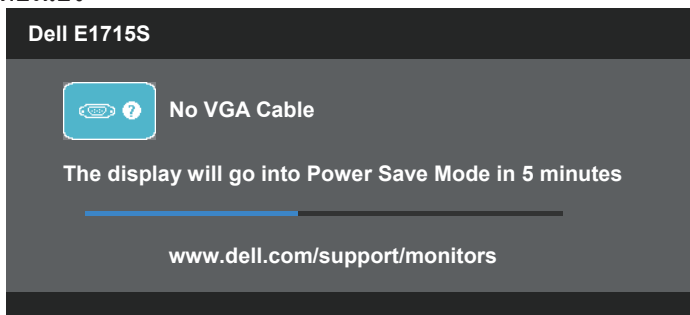 Dell E1715S
No VGA Cable
The display will go into Power Save Mode in 5 minutes
www.dell.com/support/monitors